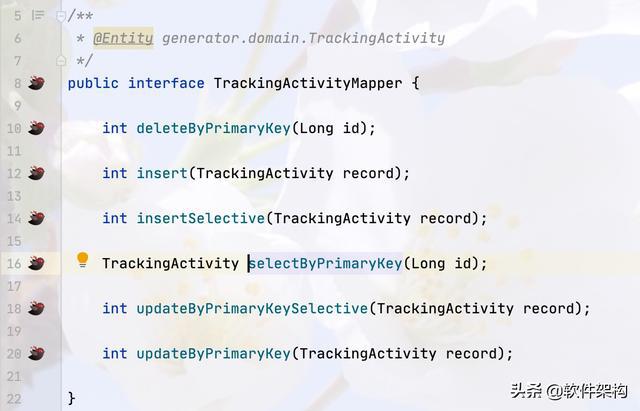 5 /**
6 * @Entity generator.domain.TrackingActivity
7 */
8 public interface TrackingActivityMapper {
9
10 int deleteByPrimaryKey(Long id);
11
12 int insert(TrackingActivity record);
13
14 int insertSelective(TrackingActivity record);
15
16 TrackingActivity selectByPrimaryKey(Long id);
17
18 int updateByPrimaryKeySelective(TrackingActivity record);
19
20 int updateByPrimaryKey(TrackingActivity record);
21
22 }
头条 @软件架构